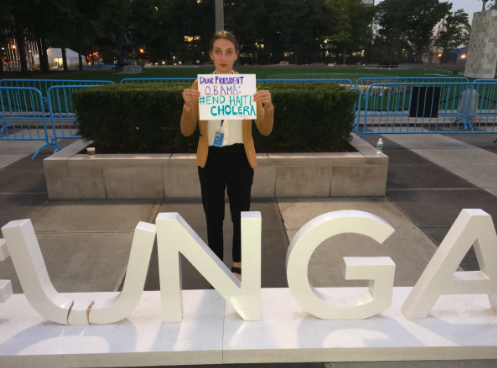 DEAR PRESIDENT
OBAMA:
#END HAITI
CHOLERA
#UNGA